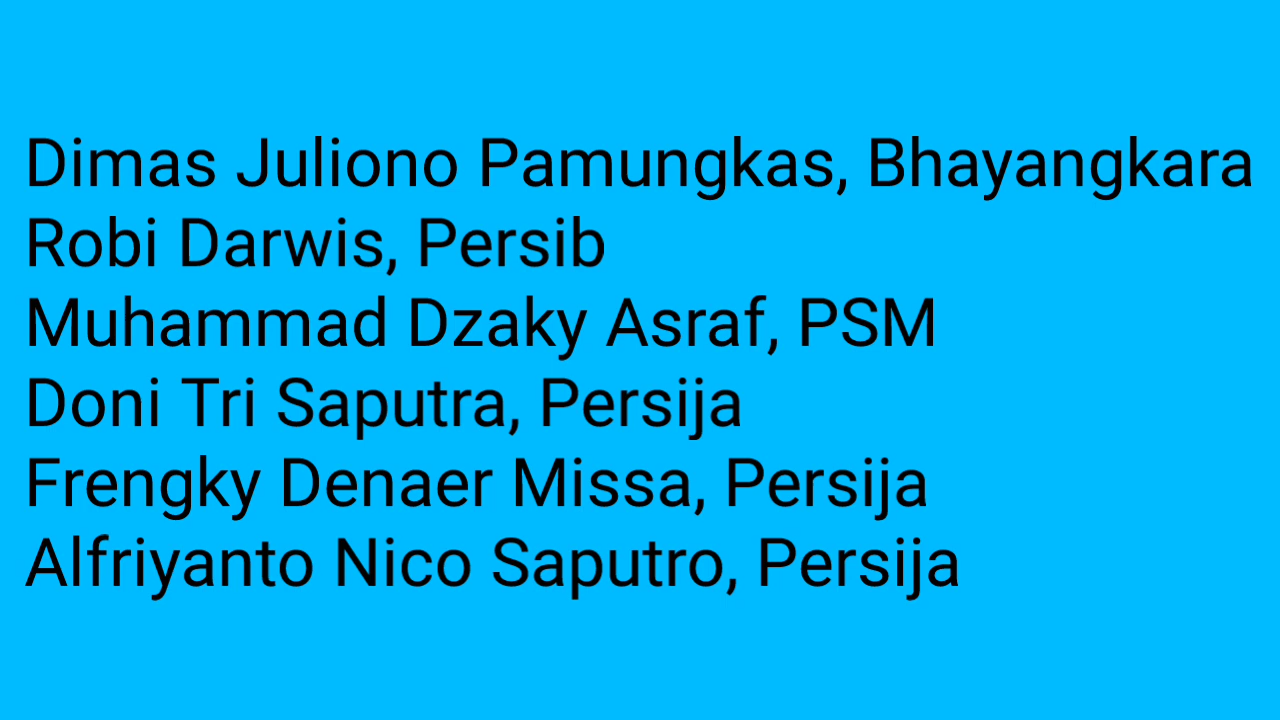 Dimas Juliono Pamungkas, Bhayangkara
Robi Darwis, Persib
Muhammad Dzaky Asraf, PSM
Doni Tri Saputra, Persija
Frengky Denaer Missa, Persija
Alfriyanto Nico Saputro, Persija